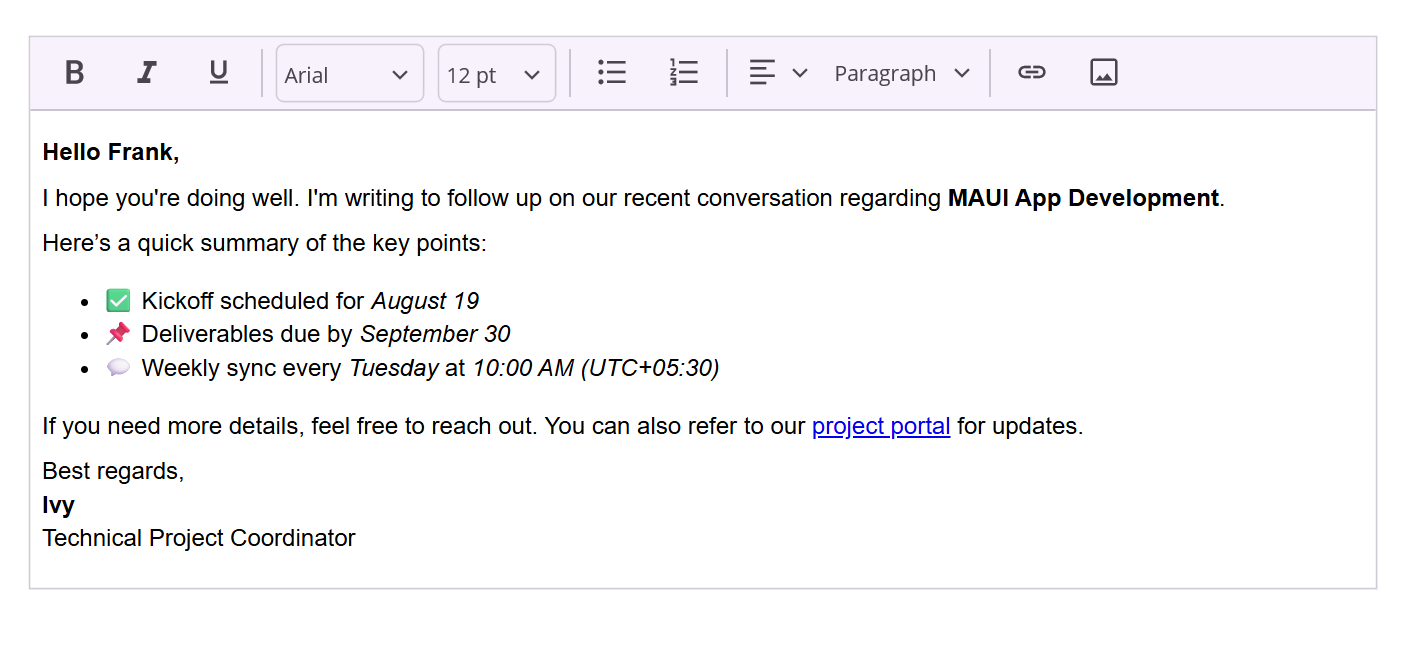 B I U Arial 12 pt Paragraph
Hello Frank,
I hope you're doing well. I'm writing to follow up on our recent conversation regarding MAUI App Development.
Here’s a quick summary of the key points:
• ✅ Kickoff scheduled for August 19
• 📌 Deliverables due by September 30
• 💬 Weekly sync every Tuesday at 10:00 AM (UTC+05:30)
If you need more details, feel free to reach out. You can also refer to our project portal for updates.
Best regards,
Ivy
Technical Project Coordinator